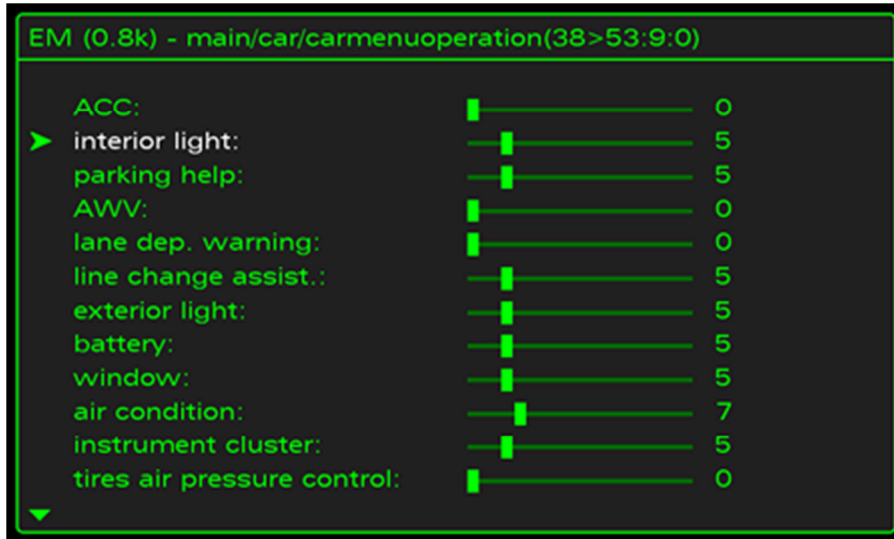 EM (0.8k) - main/car/carmenuoperation(38>53:9:0)
ACC: 0
interior light: 5
parking help: 5
AWV: 0
lane dep. warning: 0
line change assist.: 5
exterior light: 5
battery: 5
window: 5
air condition: 7
instrument cluster: 5
tires air pressure control: 0